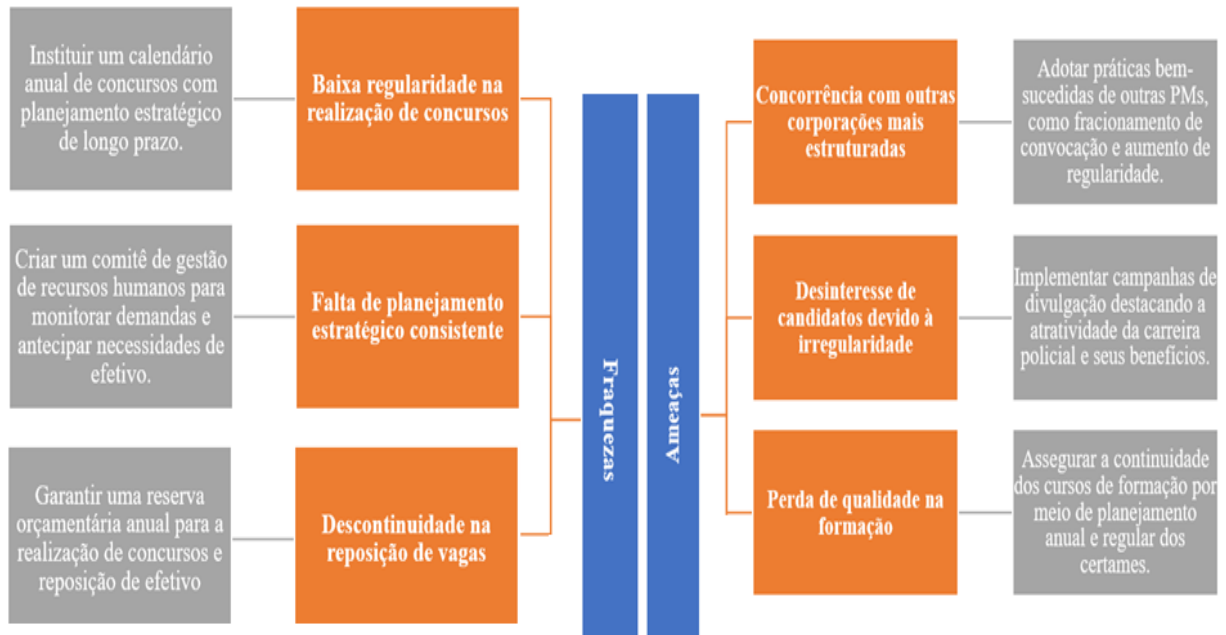 Instituir um calendário
anual de concursos com
planejamento estratégico
de longo prazo.
Baixa regularidade na
realização de concursos
Criar um comitê de gestão
de recursos humanos para
monitorar demandas e
antecipar necessidades de
efetivo.
Falta de planejamento
estratégico consistente
Garantir uma reserva
orçamentária anual para a
realização de concursos e
reposição de efetivo
Descontinuidade na
reposição de vagas
Fraquezas
Ameaças
Concorrência com outras
corporações mais
estruturadas
Adotar práticas bem-
sucedidas de outras PMs,
como fracionamento de
convocação e aumento de
regularidade.
Desinteresse de
candidatos devido à
irregularidade
Implementar campanhas
de divulgação destacando a
atratividade da carreira
policial e seus benefícios.
Perda de qualidade na
formação
Assegurar a continuidade
dos cursos de formação por
meio de planejamento
anual e regular dos
certames.